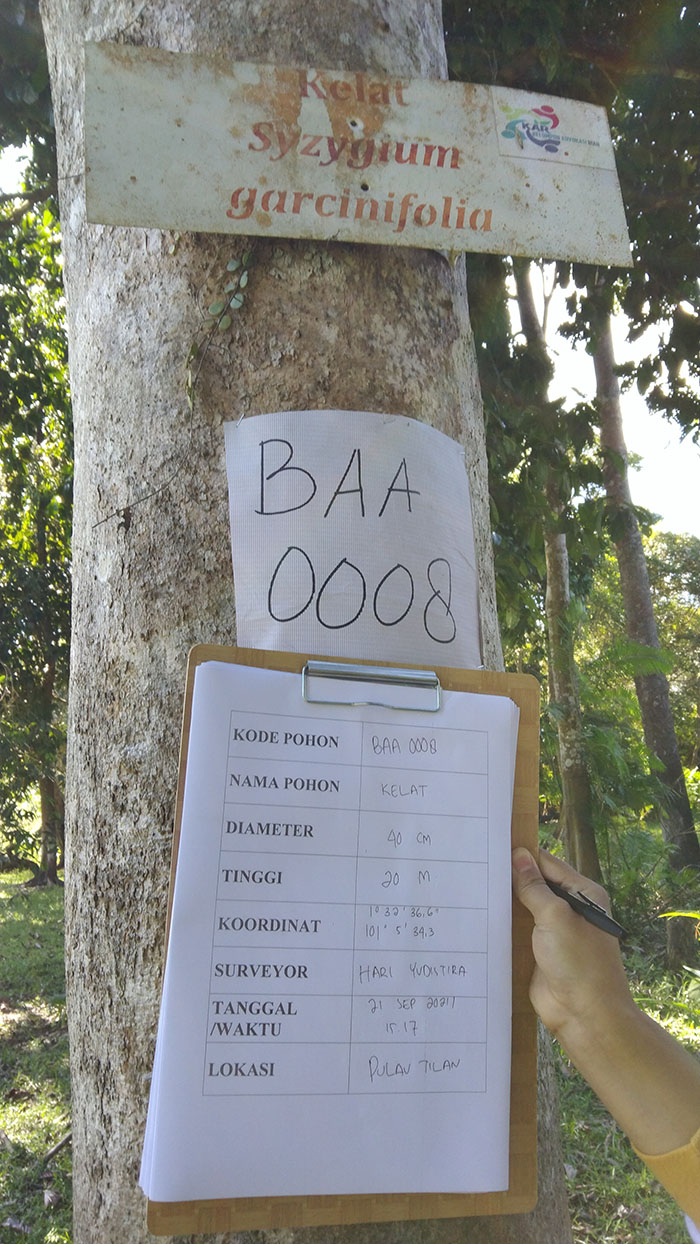 Kelat
Syzygium
garcinifolia
KAR
BAA
0008
KODE POHON BAA 0008
NAMA POHON KELAT
DIAMETER 40 CM
TINGGI 20 M
KOORDINAT 1° 32' 36,6"
101° 5' 39,3
SURVEYOR HARI YUDISTIRA
TANGGAL 21 SEP 2021/
/WAKTU 15.17
LOKASI PULAU TILAN